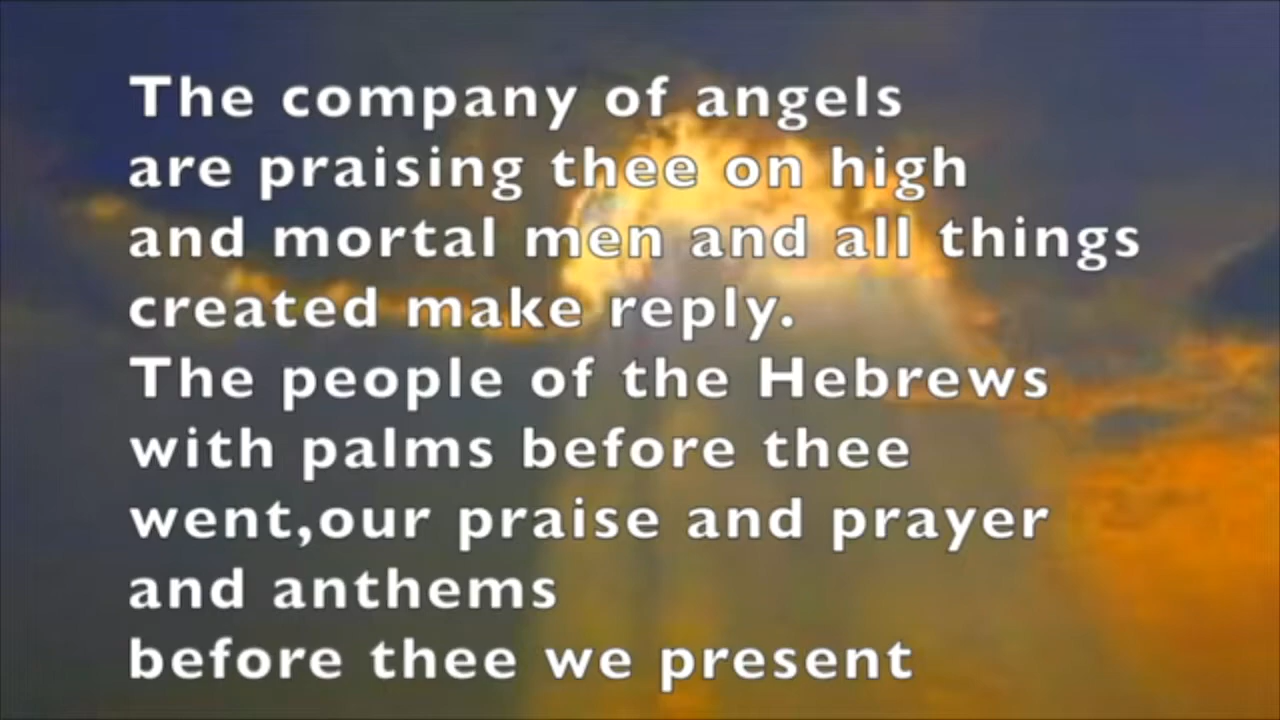 The company of angels
are praising thee on high
and mortal men and all things
created make reply.
The people of the Hebrews
with palms before thee
went,our praise and prayer
and anthems
before thee we present